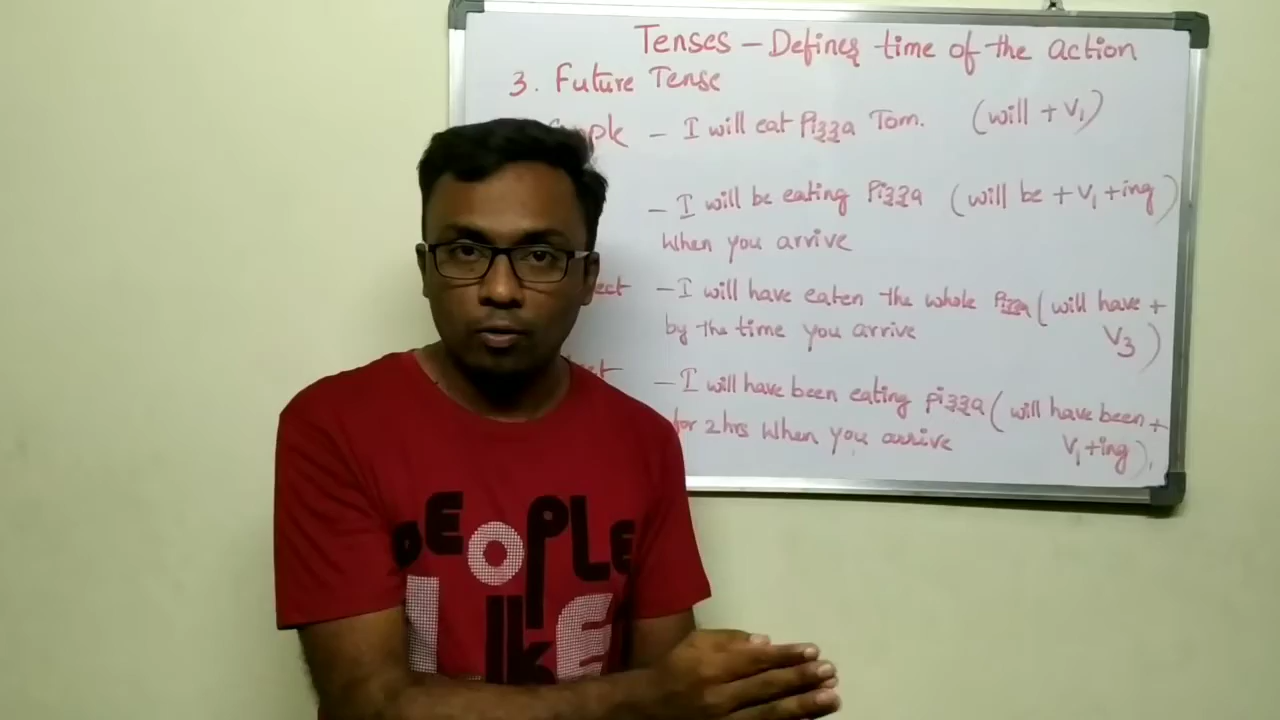 Tenses – Defines time of the action
3. Future Tense
– I will eat Pizza Tom. (will + V1)
– I will be eating Pizza (will be + V1 + ing)
When you arrive
– I will have eaten the whole Pizza (will have +
by the time you arrive V3)
– I will have been eating pizza (will have been +
for 2hrs When you arrive V1+ing).
PEOPLE
LIKE